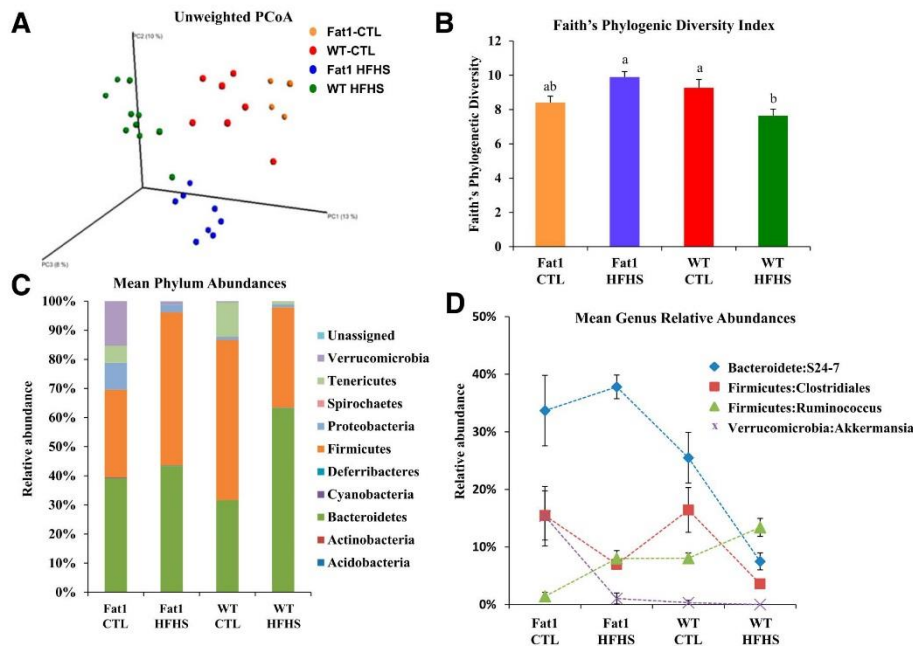 A
Unweighted PCoA
PC2 (10 %)
PC1 (13 %)
PC3 (8 %)
Fat1-CTL
WT-CTL
Fat1 HFHS
WT HFHS
B
Faith's Phylogenic Diversity Index
Faith's Phylogenetic Diversity
12
10
8
6
4
2
0
ab
a
a
b
Fat1 CTL
Fat1 HFHS
WT CTL
WT HFHS
C
Mean Phylum Abundances
Relative abundance
100%
90%
80%
70%
60%
50%
40%
30%
20%
10%
0%
Fat1 CTL
Fat1 HFHS
WT CTL
WT HFHS
Unassigned
Verrucomicrobia
Tenericutes
Spirochaetes
Proteobacteria
Firmicutes
Deferribacteres
Cyanobacteria
Bacteroidetes
Actinobacteria
Acidobacteria
D
Mean Genus Relative Abundances
Relative abundance
50%
40%
30%
20%
10%
0%
Bacteroidete:S24-7
Firmicutes:Clostridiales
Firmicutes:Ruminococcus
Verrucomicrobia:Akkermansia
Fat1 CTL
Fat1 HFHS
WT CTL
WT HFHS